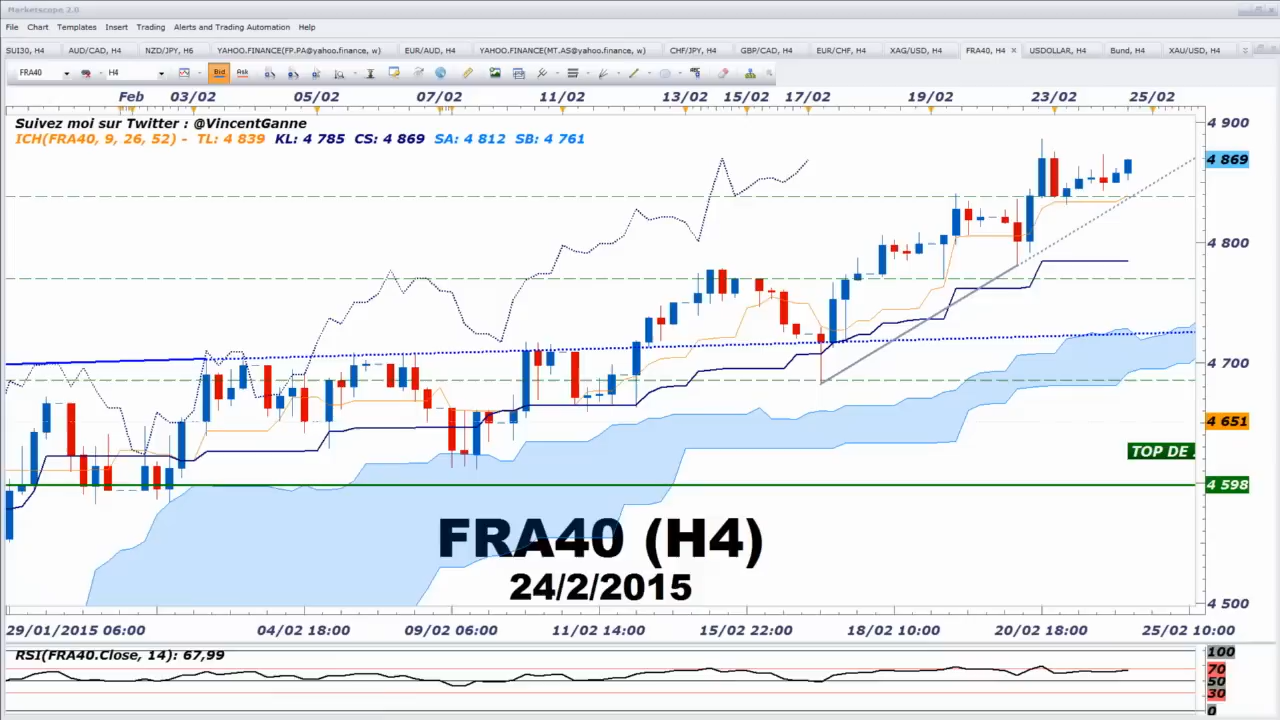 Marketscope 2.0
File Chart Templates Insert Trading Alerts and Trading Automation Help
SUI30, H4 AUD/CAD, H4 NZD/JPY, H6 YAHOO.FINANCE(FP.PA@yahoo.finance, w) EUR/AUD, H4 YAHOO.FINANCE(MT.AS@yahoo.finance, w) CHF/JPY, H4 GBP/CAD, H4 EUR/CHF, H4 XAG/USD, H4 FRA40, H4 USDOLLAR, H4 Bund, H4 XAU/USD, H4
FRA40 H4 Bid Ask
Feb 03/02 05/02 07/02 11/02 13/02 15/02 17/02 19/02 23/02 25/02
Suivez moi sur Twitter : @VincentGanne
ICH(FRA40, 9, 26, 52) - TL: 4 839 KL: 4 785 CS: 4 869 SA: 4 812 SB: 4 761
4 900
4 869
4 800
4 700
4 651
TOP DE
4 598
FRA40 (H4)
24/2/2015
4 500
29/01/2015 06:00 04/02 18:00 09/02 06:00 11/02 14:00 15/02 22:00 18/02 10:00 20/02 18:00 25/02 10:00
RSI(FRA40.Close, 14): 67,99
100
70
50
30
0